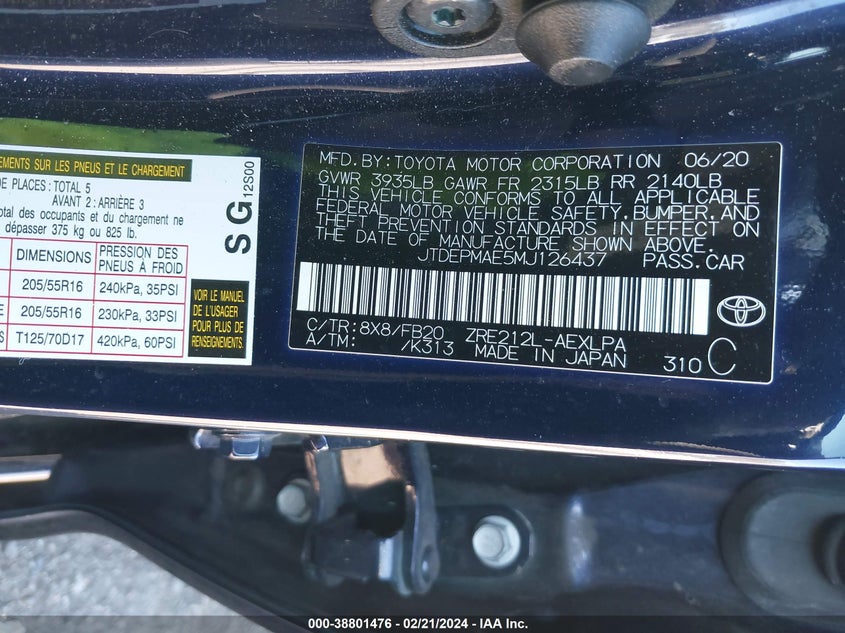 EMENTS SUR LES PNEUS ET LE CHARGEMENT
DE PLACES: TOTAL 5
AVANT 2: ARRIÈRE 3
otal des occupants et du chargement ne
dépasser 375 kg ou 825 lb.
DIMENSIONS PRESSION DES PNEUS À FROID
205/55R16 240kPa, 35PSI
E 205/55R16 230kPa, 33PSI
S T125/70D17 420kPa, 60PSI
SG 12S00
VOIR LE MANUEL
DE L'USAGER
POUR PLUS DE
RENSEIGNEMENTS.
MFD.BY:TOYOTA MOTOR CORPORATION 06/20
GVWR 3935LB GAWR FR 2315LB RR 2140LB
THIS VEHICLE CONFORMS TO ALL APPLICABLE
FEDERAL MOTOR VEHICLE SAFETY,BUMPER,AND
THEFT PREVENTION STANDARDS IN EFFECT ON
THE DATE OF MANUFACTURE SHOWN ABOVE.
JTDEPMAE5MJ126437 PASS.CAR
C/TR:8X8/FB20 ZRE212L-AEXLPA
A/TM: /K313 MADE IN JAPAN 310 C
000-38801476 - 02/21/2024 - IAA Inc.